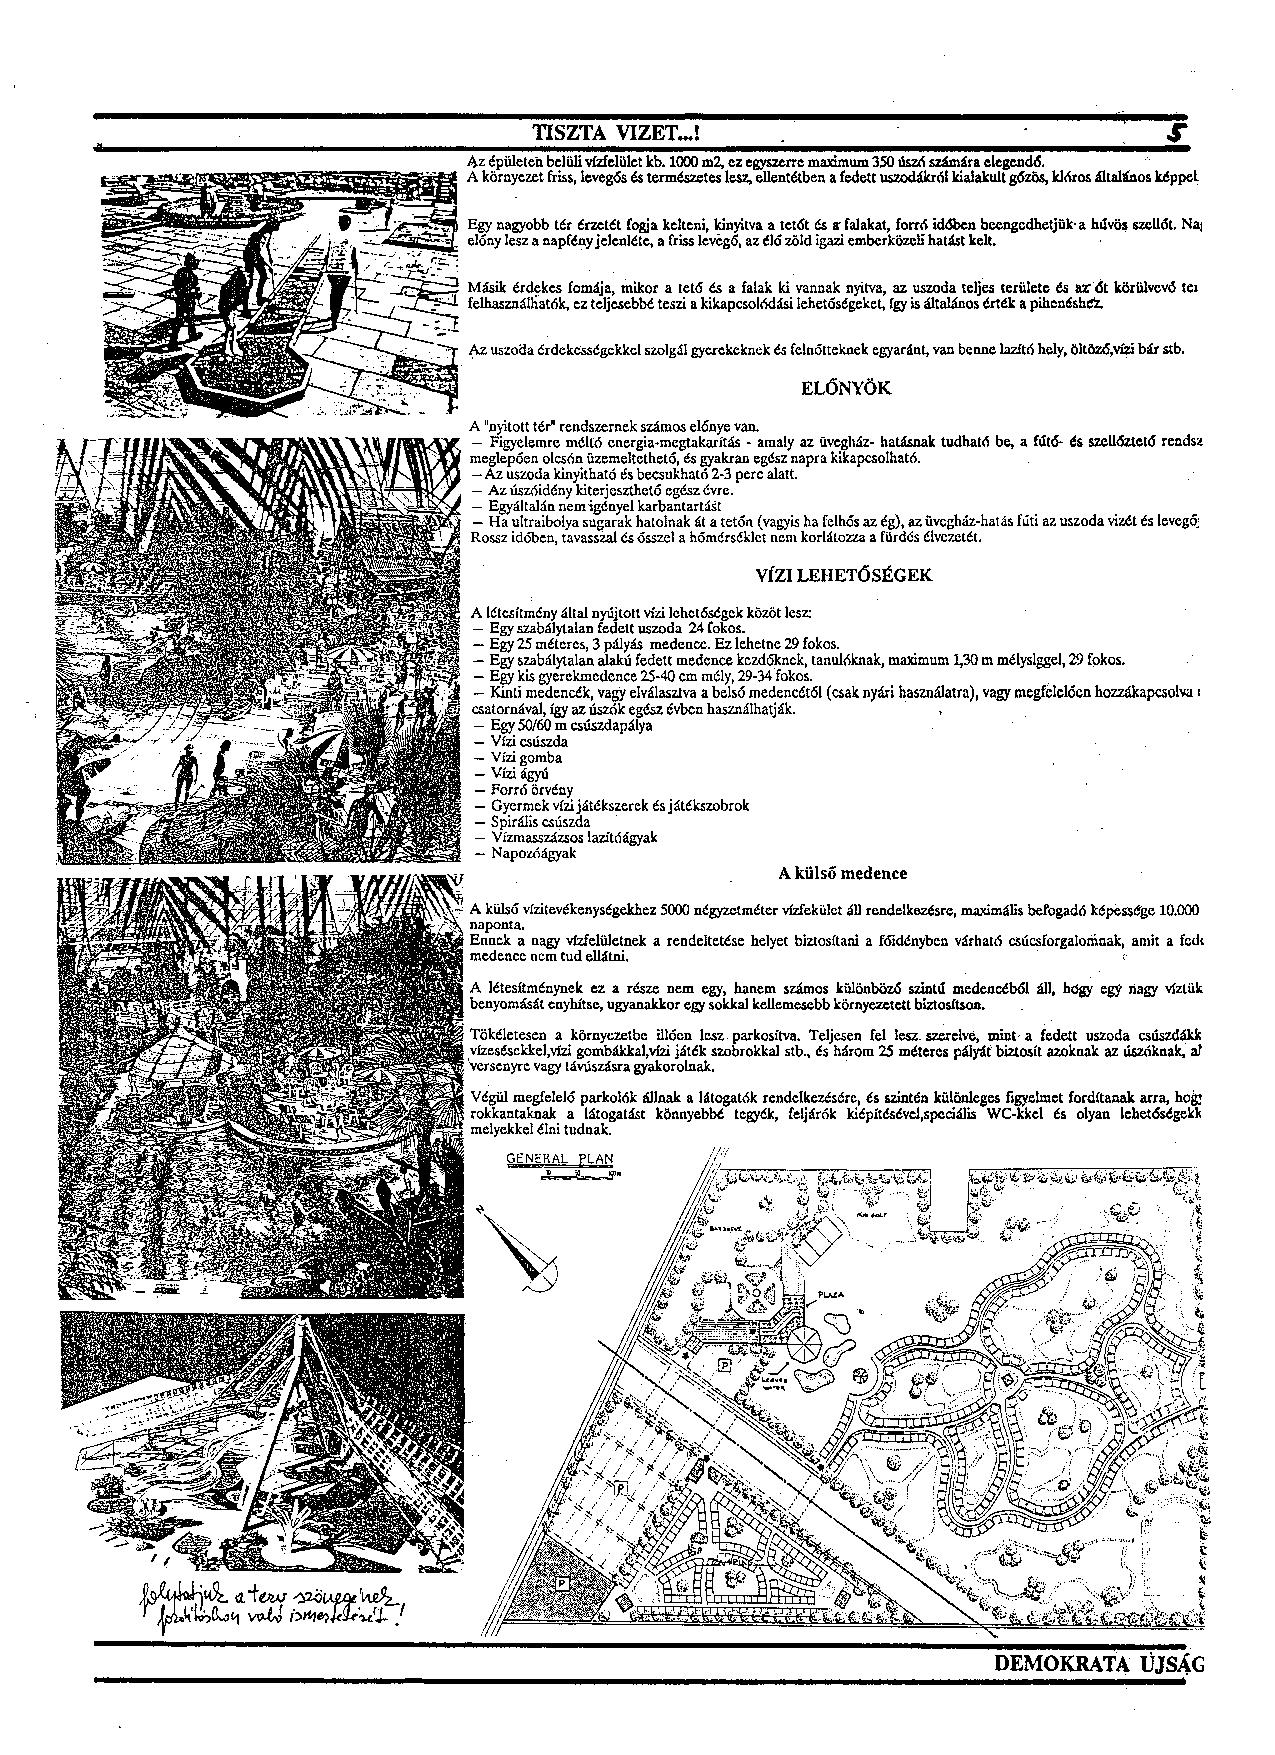 TISZTA VIZET...!
5
Az épületen belüli vízfelület kb. 1000 m2, ez egyszerre maximum 350 úszó számára elegendő.
A környezet friss, levegős és természetes lesz, ellentétben a fedett uszodákról kialakult gőzös, klóros általános képpel
Egy nagyobb tér érzetét fogja kelteni, kinyitva a tetőt és a falakat, forró időben beengedhetjük a hűvös szellőt. Na
előny lesz a napfény jelenléte, a friss levegő, az élő zöld igazi emberközeli hatást kelt.
Másik érdekes fomája, mikor a tető és a falak ki vannak nyitva, az uszoda teljes területe és az őt körülvevő
felhasználhatók, ez teljesebbé teszi a kikapcsolódási lehetőségeket, így is általános érték a pihenéshez.
Az uszoda érdekességekkel szolgál gyerekeknek és felnőtteknek egyaránt, van benne lazító hely, öltöző,vízi bár stb.
ELŐNYÖK
A "nyitott tér" rendszernek számos előnye van.
— Figyelemre méltó energia-megtakarítás - amaly az üvegház- hatásnak tudható be, a fűtő- és szellőztető rendsz
meglepően olcsón üzemeltethető, és gyakran egész napra kikapcsolható.
— Az uszoda kinyitható és becsukható 2-3 perc alatt.
— Az úszóidény kiterjeszthető egész évre.
— Egyáltalán nem igényel karbantartást
— Ha ultraibolya sugarak hatolnak át a tetőn (vagyis ha felhős az ég), az üvegház-hatás fűti az uszoda vizét és levegő
Rossz időben, tavasszal és ősszel a hőmérséklet nem korlátozza a fürdés élvezetét.
VÍZI LEHETŐSÉGEK
A létesítmény által nyújtott vízi lehetőségek közöt lesz:
— Egy szabálytalan fedett uszoda 24 fokos.
— Egy 25 méteres, 3 pályás medence. Ez lehetne 29 fokos.
— Egy szabálytalan alakú fedett medence kezdőknek, tanulóknak, maximum 1,30 m mélysiggel, 29 fokos.
— Egy kis gyerekmedence 25-40 cm mély, 29-34 fokos.
— Kinti medencék, vagy elválasztva a belső medencétől (csak nyári használatra), vagy megfelelően hozzákapcsolva
csatornával, így az úszók egész évben használhatják.
— Egy 50/60 m csúszdapálya
— Vízi csúszda
— Vízi gomba
— Vízi ágyú
— Forró örvény
— Gyermek vízi játékszerek és játékszobrok
— Spirális csúszda
— Vízmasszázsos lazítóágyak
— Napozóágyak
A külső medence
A külső vízitevékenységekhez 5000 négyzetméter vízfekület áll rendelkezésre, maximális befogadó képessége 10.000
naponta.
Ennek a nagy vízfelületnek a rendeltetése helyet biztosítani a főidényben várható csúcsforgalomnak, amit a fed
medence nem tud ellátni.
A létesítménynek ez a része nem egy, hanem számos különböző szintű medencéből áll, hogy egy nagy víztük
benyomását enyhítse, ugyanakkor egy sokkal kellemesebb környezetett biztosítson.
Tökéletesen a környezetbe illően lesz parkosítva. Teljesen fel lesz szerelve, mint a fedett uszoda csúszdákk
vízesésekkel,vízi gombákkal,vízi játék szobrokkal stb., és három 25 méteres pályát biztosít azoknak az úszóknak, a
versenyre vagy távúszásra gyakorolnak.
Végül megfelelő parkolók állnak a látogatók rendelkezésére, és szintén különleges figyelmet fordítanak arra, hog
rokkantaknak a látogatást könnyebbé tegyék, feljárók kiépítésével,speciális WC-kkel és olyan lehetőségekk
melyekkel élni tudnak.
GENERAL PLAN
N
PLAZA
P
P
P
folytatjuk a terv szövegének,
való ismertetését !
DEMOKRATA ÚJSÁG